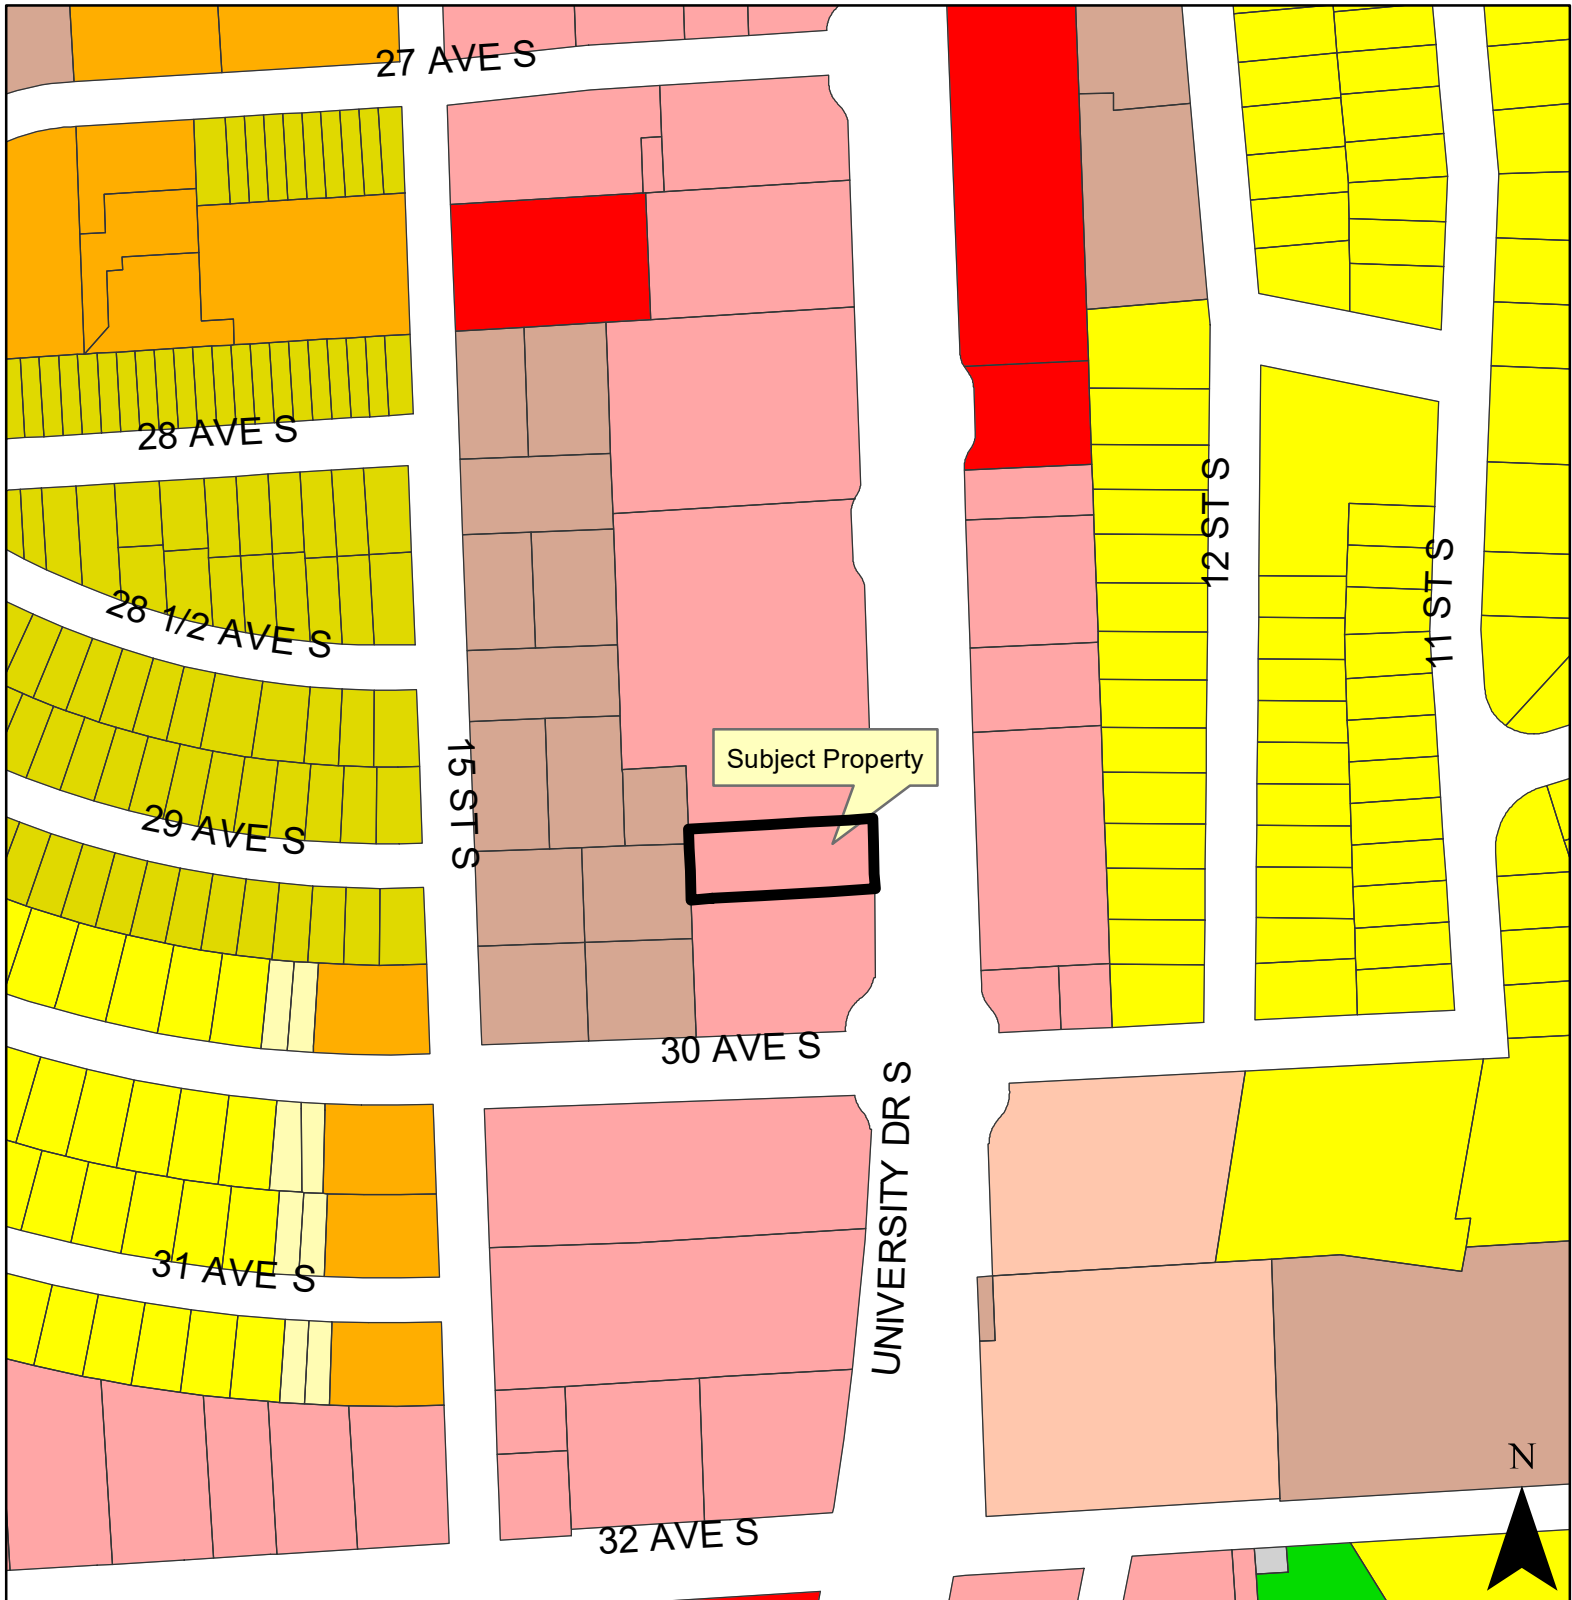 27 AVE S
28 AVE S
12 ST S
11 ST S
28 1/2 AVE S
15 ST S
Subject Property
29 AVE S
30 AVE S
UNIVERSITY DR S
31 AVE S
N
32 AVE S